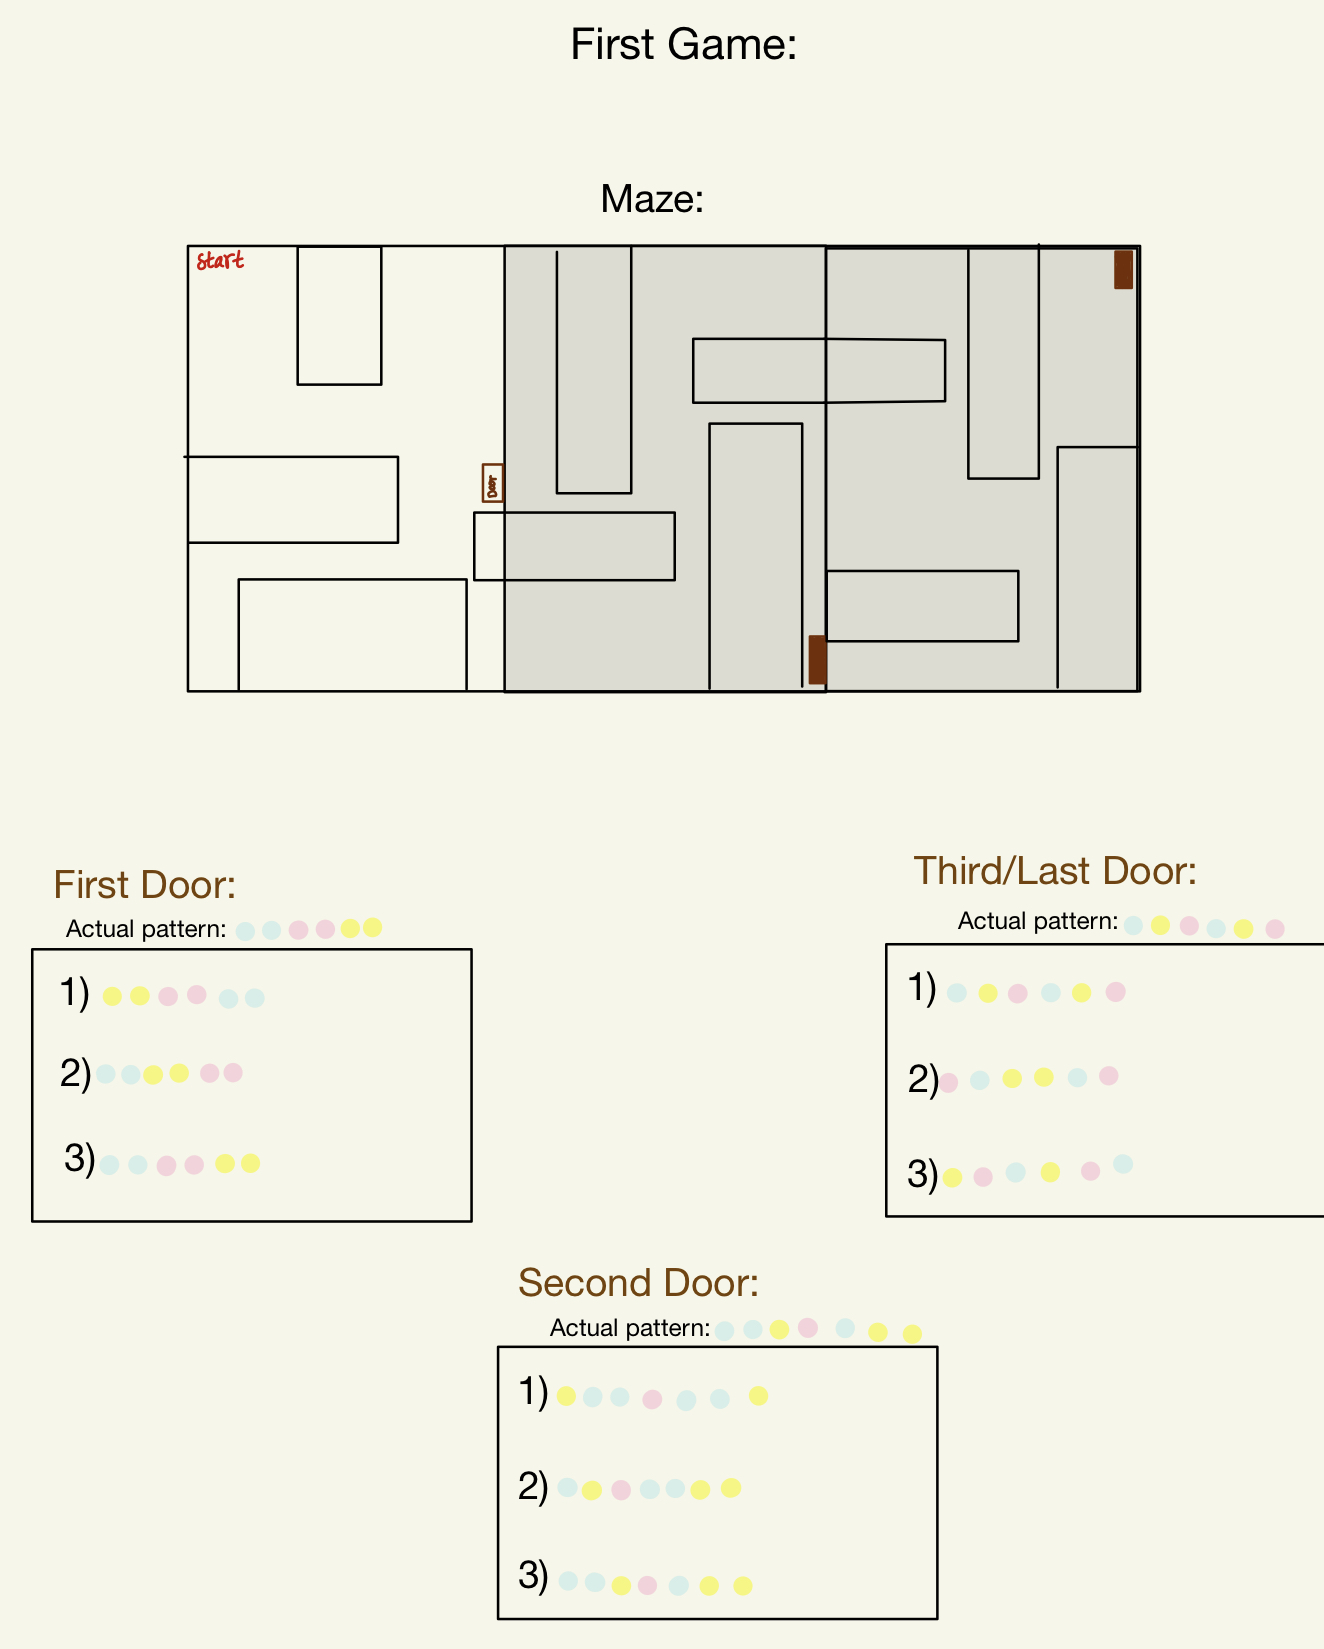 First Game:
Maze:
Start
Door
First Door:
Actual pattern:
1)
2)
3)
Third/Last Door:
Actual pattern:
1)
2)
3)
Second Door:
Actual pattern:
1)
2)
3)